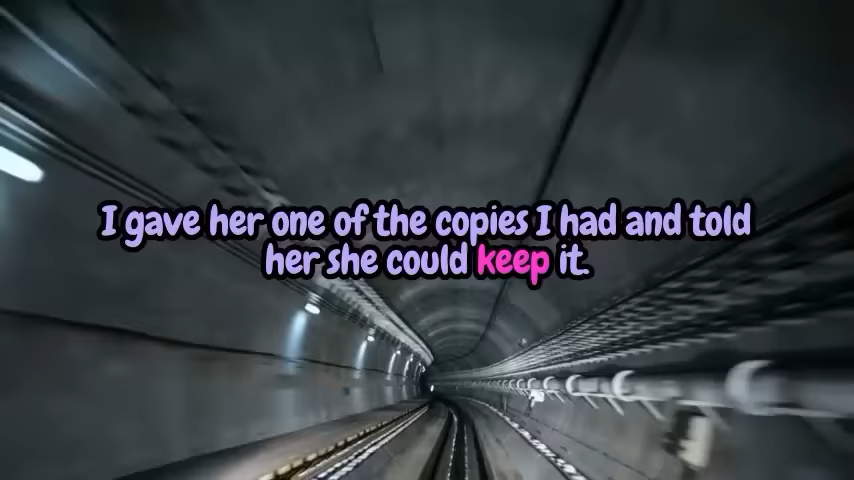 I gave her one of the copies I had and told
her she could keep it.